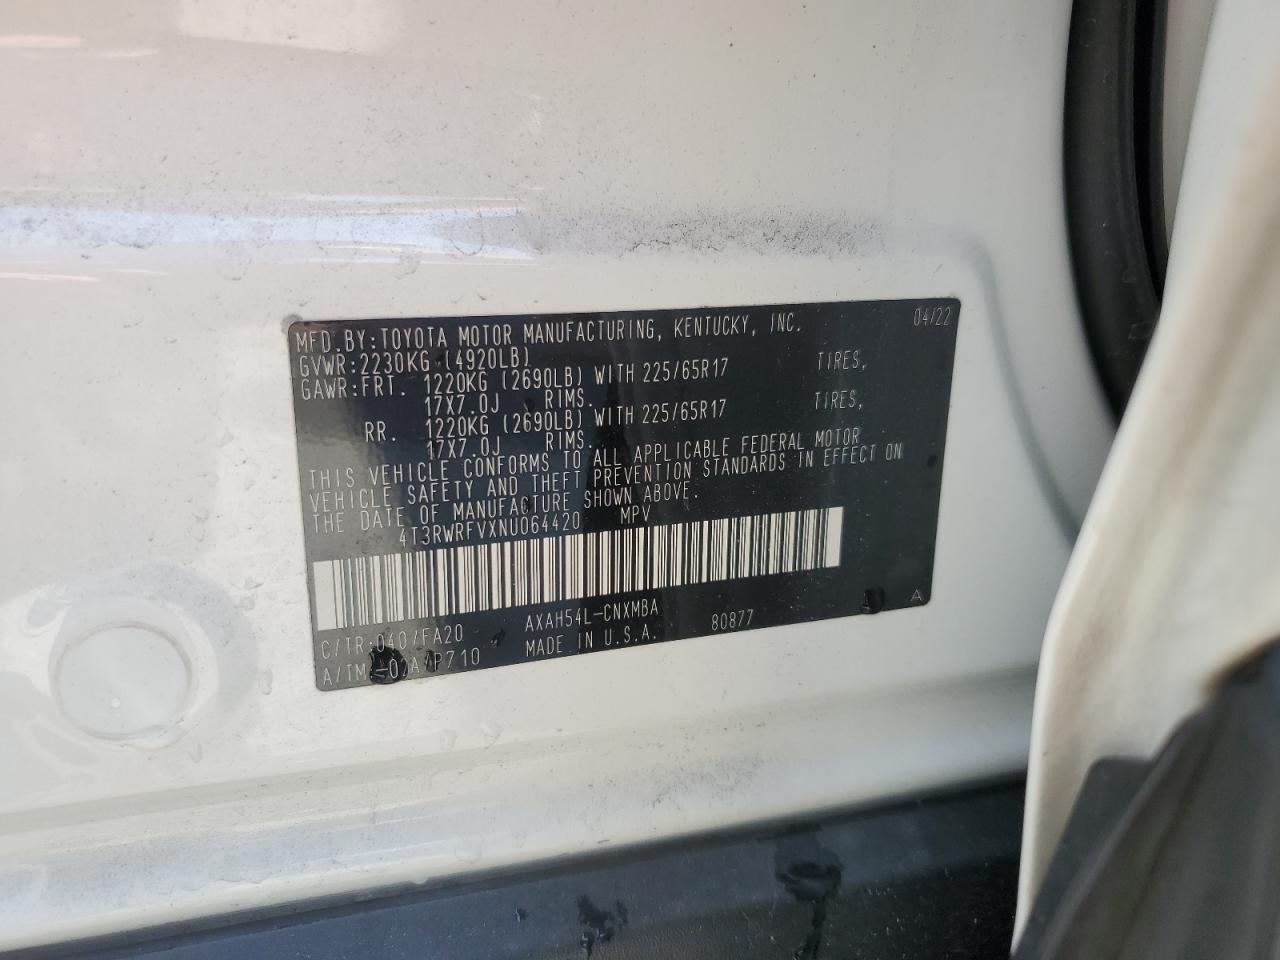 MFD.BY:TOYOTA MOTOR MANUFACTURING, KENTUCKY, INC. 04/22
GVWR:2230KG (4920LB)
GAWR:FRT. 1220KG (2690LB) WITH 225/65R17 TIRES,
17X7.0J RIMS.
RR. 1220KG (2690LB) WITH 225/65R17 TIRES,
17X7.0J RIMS.
THIS VEHICLE CONFORMS TO ALL APPLICABLE FEDERAL MOTOR
VEHICLE SAFETY AND THEFT PREVENTION STANDARDS IN EFFECT ON
THE DATE OF MANUFACTURE SHOWN ABOVE.
4T3RWRFVXNU064420 MPV
C/TR:040/FA20 AXAH54L-CNXMBA 80877 A
A/TM: P710 MADE IN U.S.A.